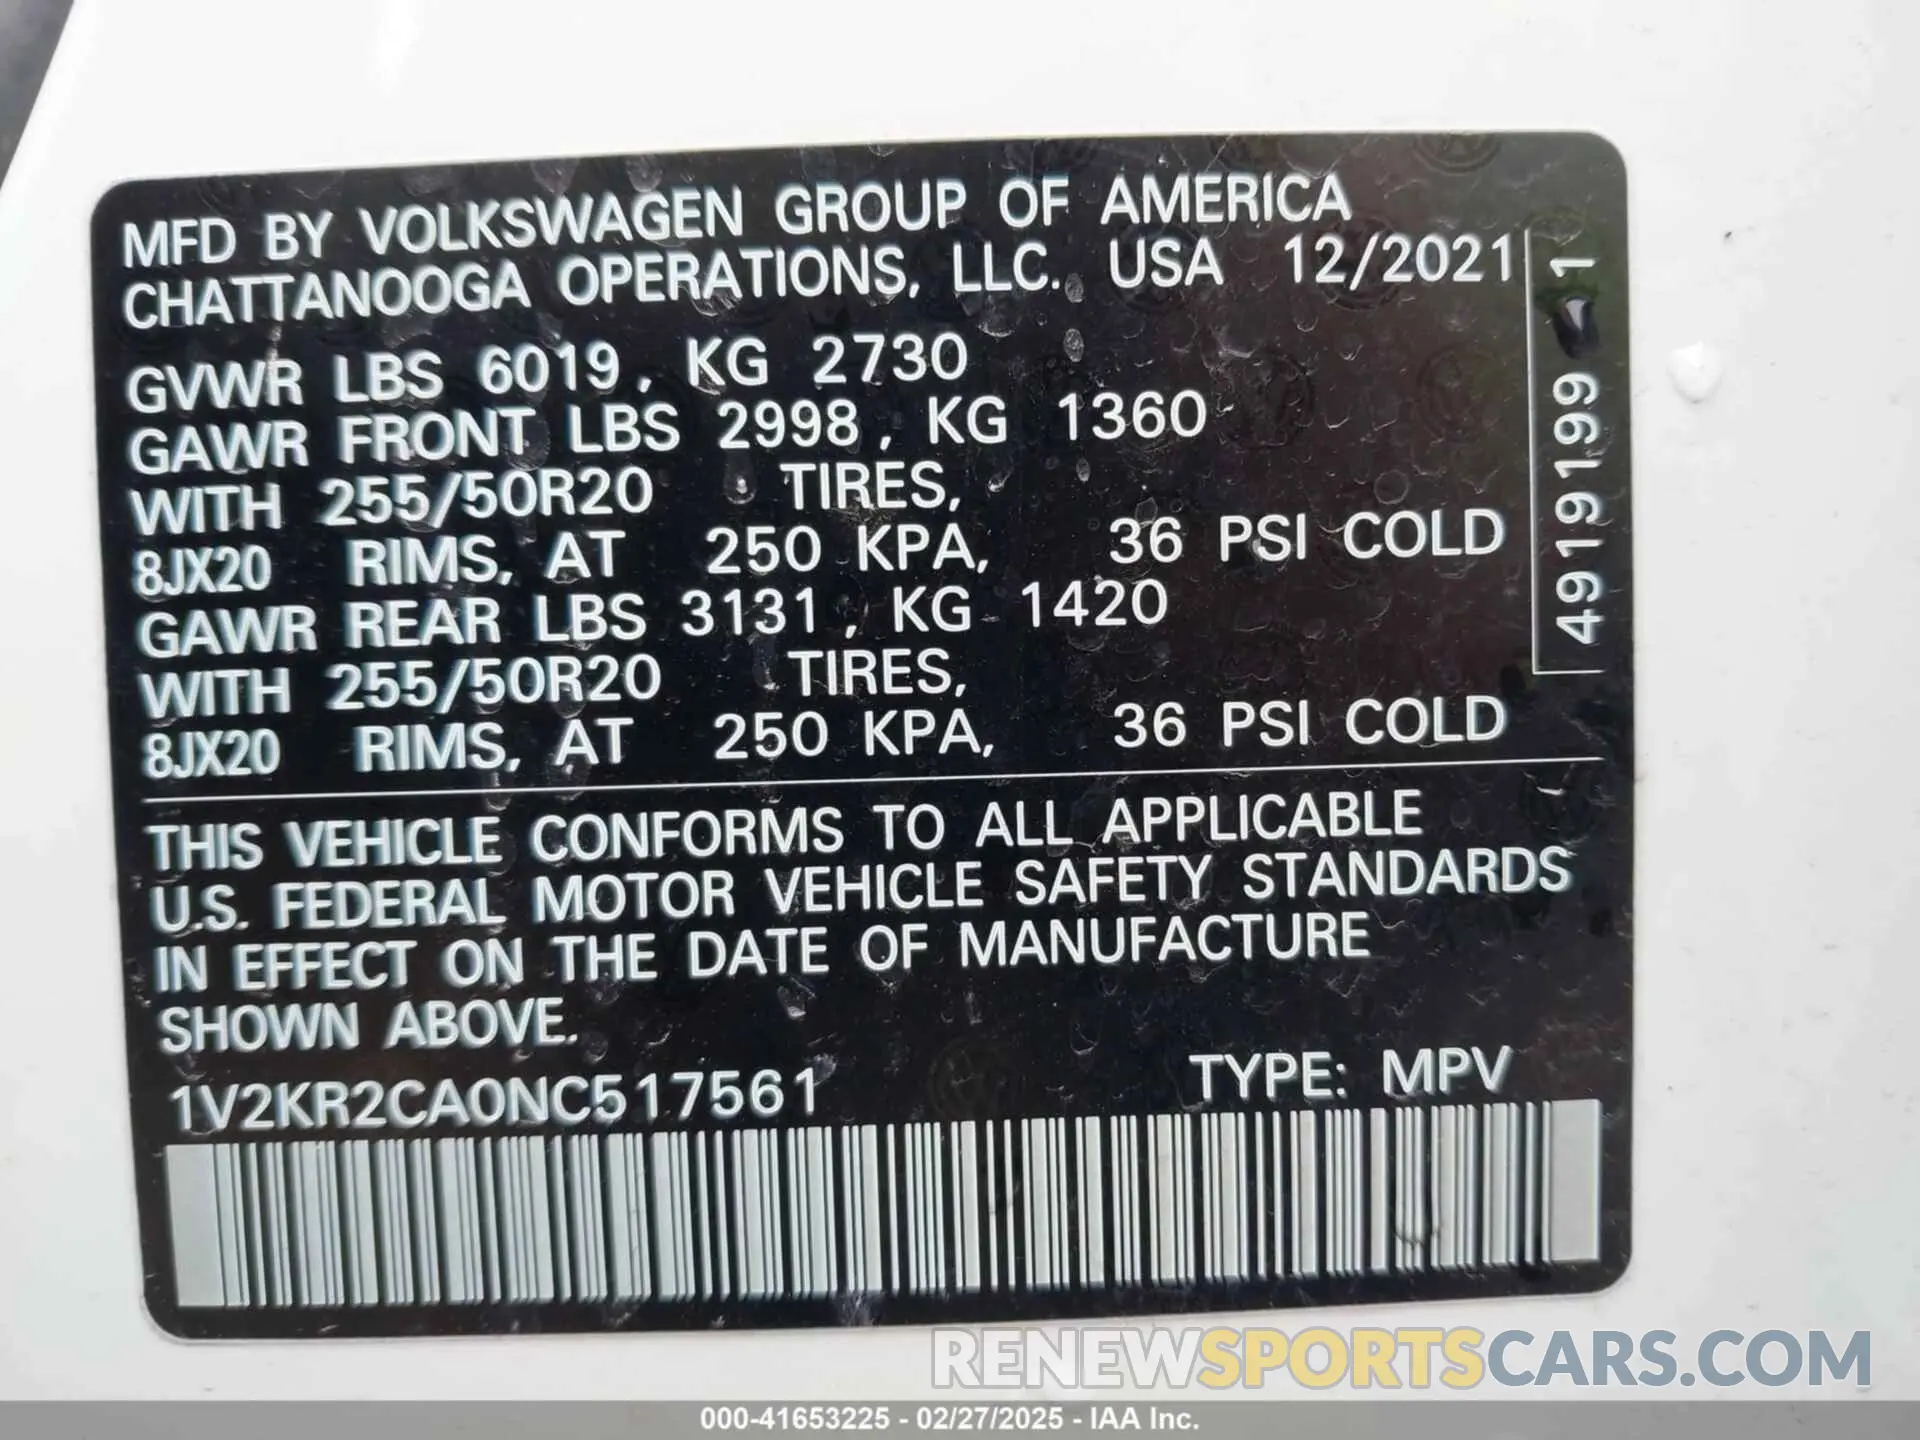 MFD BY VOLKSWAGEN GROUP OF AMERICA
CHATTANOOGA OPERATIONS, LLC. USA 12/2021
GVWR LBS 6019, KG 2730
GAWR FRONT LBS 2998, KG 1360
WITH 255/50R20 TIRES,
8JX20 RIMS, AT 250 KPA, 36 PSI COLD
GAWR REAR LBS 3131, KG 1420
WITH 255/50R20 TIRES,
8JX20 RIMS, AT 250 KPA, 36 PSI COLD
THIS VEHICLE CONFORMS TO ALL APPLICABLE
U.S. FEDERAL MOTOR VEHICLE SAFETY STANDARDS
IN EFFECT ON THE DATE OF MANUFACTURE
SHOWN ABOVE.
1V2KR2CA0NC517561 TYPE: MPV
4919199
RENEWSPORTSCARS.COM
000-41653225 - 02/27/2025 - IAA Inc.